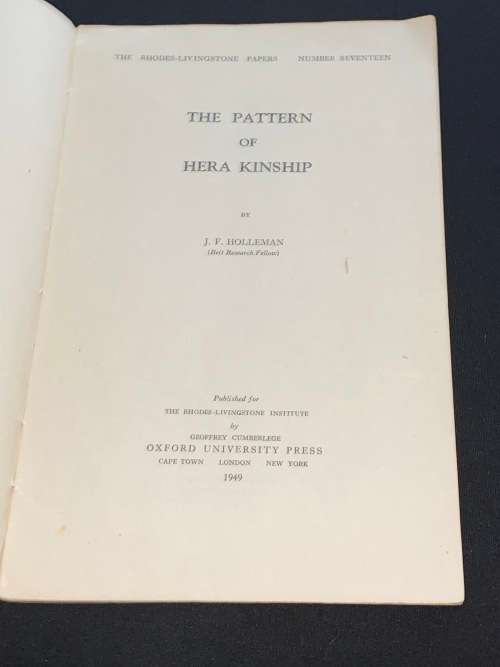 THE RHODES-LIVINGSTONE PAPERS NUMBER SEVENTEEN
THE PATTERN
OF
HERA KINSHIP
BY
J. F. HOLLEMAN
(Beit Research Fellow)
Published for
THE RHODES-LIVINGSTONE INSTITUTE
by
GEOFFREY CUMBERLEGE
OXFORD UNIVERSITY PRESS
CAPE TOWN LONDON NEW YORK
1949